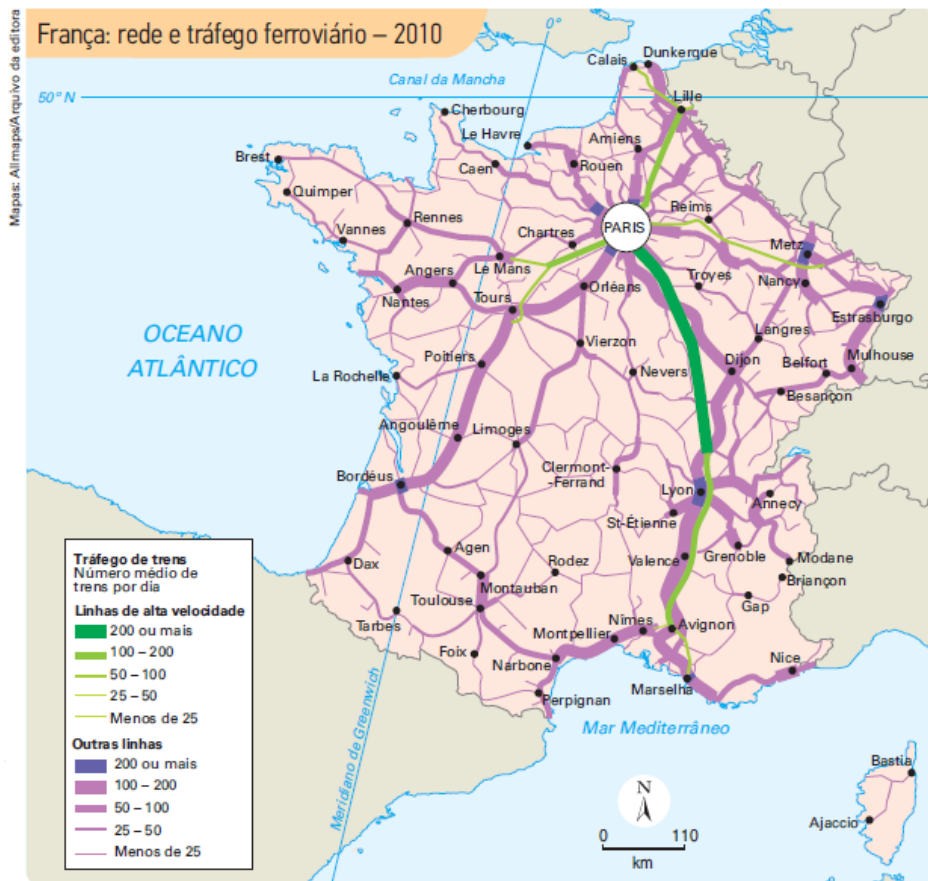 Mapas: Allmaps/Arquivo da editora
França: rede e tráfego ferroviário – 2010
0°
50° N
Canal da Mancha
Calais
Dunkerque
Lille
Cherbourg
Le Havre
Amiens
Caen
Rouen
Brest
Quimper
Rennes
Vannes
Chartres
PARIS
Reims
Metz
Le Mans
Angers
Nantes
Tours
Orléans
Troyes
Nancy
Estrasburgo
OCEANO
ATLÂNTICO
Vierzon
Langres
Poitiers
Nevers
Dijon
Belfort
Mulhouse
La Rochelle
Besançon
Angoulême
Limoges
Clermont-
-Ferrand
Bordéus
Lyon
Annecy
St-Étienne
Agen
Rodez
Valence
Grenoble
Modane
Briançon
Dax
Montauban
Gap
Toulouse
Tarbes
Nîmes
Avignon
Montpellier
Foix
Narbone
Nice
Marselha
Perpignan
Mar Mediterrâneo
Meridiano de Greenwich
Bastia
Ajaccio
Tráfego de trens
Número médio de
trens por dia
Linhas de alta velocidade
200 ou mais
100 – 200
50 – 100
25 – 50
Menos de 25
Outras linhas
200 ou mais
100 – 200
50 – 100
25 – 50
Menos de 25
N
0 110
km